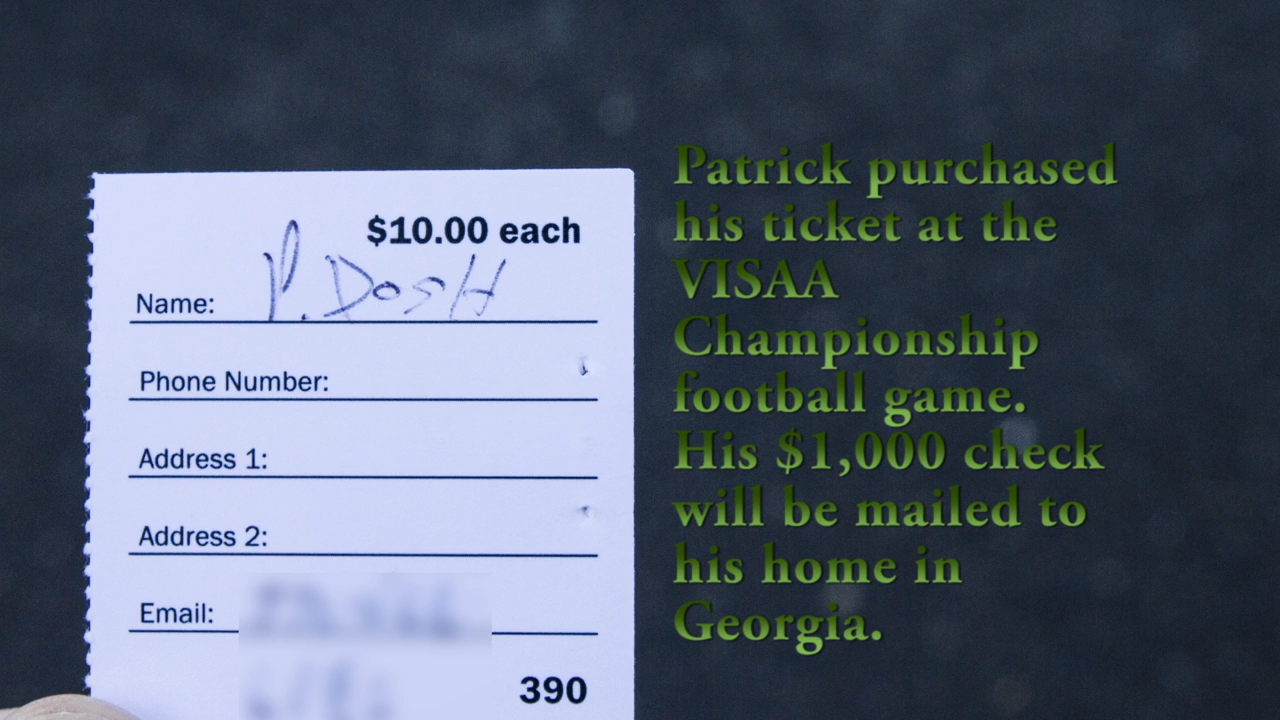 $10.00 each
Name: P. DosH
Phone Number:
Address 1:
Address 2:
Email:
390
Patrick purchased
his ticket at the
VISAA
Championship
football game.
His $1,000 check
will be mailed to
his home in
Georgia.